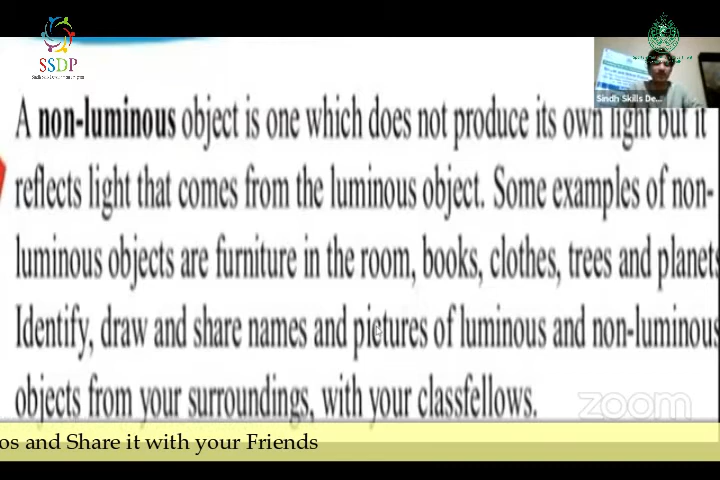 SSDP
Sindh Skills De...
A non-luminous object is one which does not produce its own light but it
reflects light that comes from the luminous object. Some examples of non-
luminous objects are furniture in the room, books, clothes, trees and planets
Identify, draw and share names and pictures of luminous and non-luminous
objects from your surroundings, with your classfellows.
zoom
os and Share it with your Friends